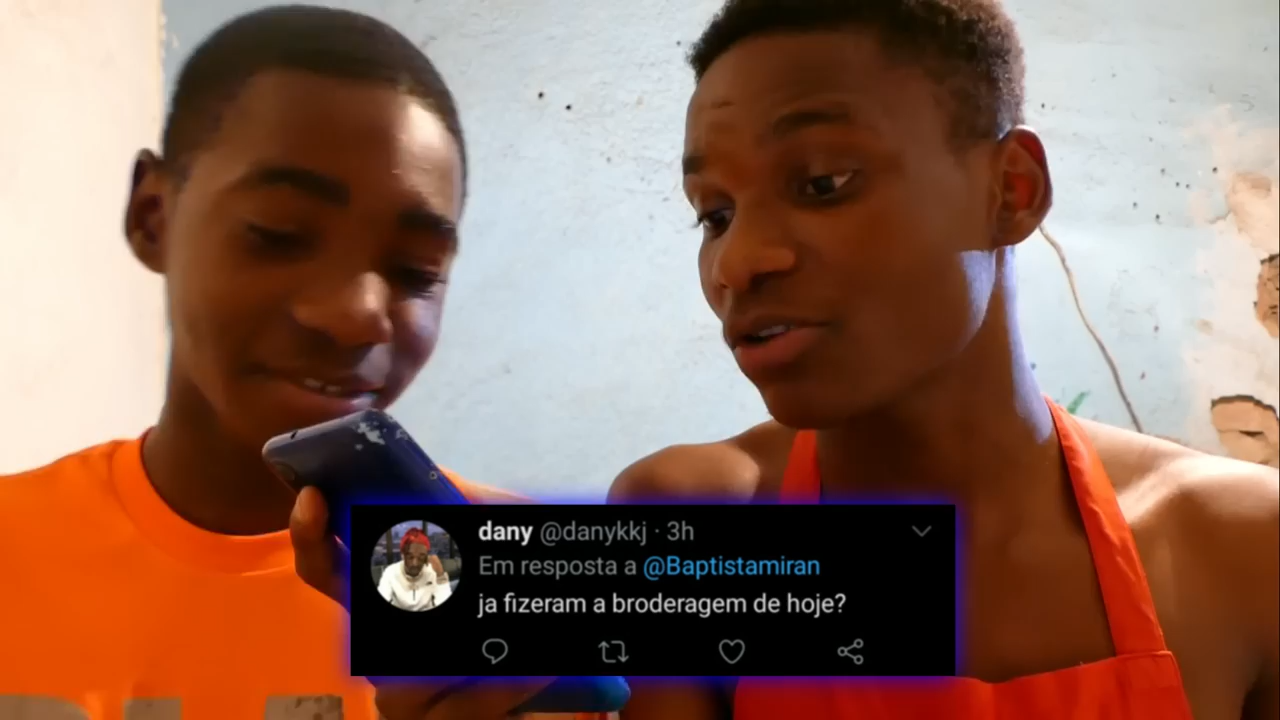 dany @danykkj · 3h
Em resposta a @Baptistamiran
ja fizeram a broderagem de hoje?